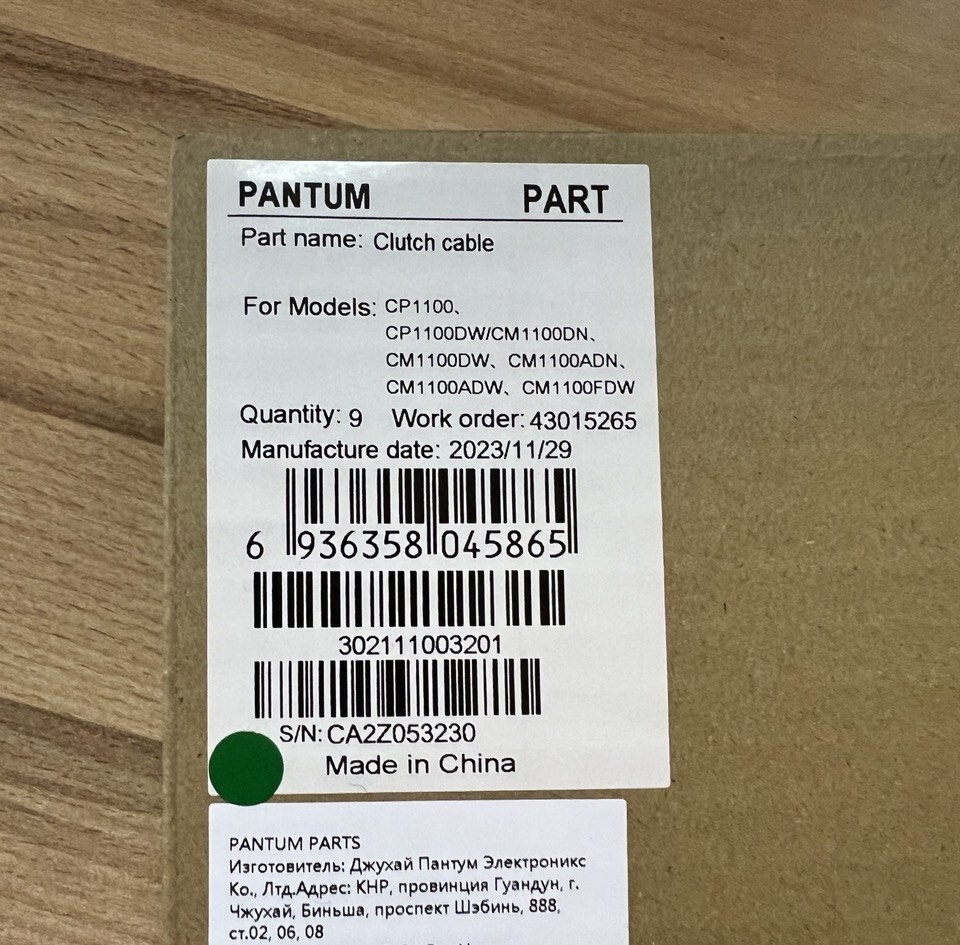 PANTUM PART
Part name: Clutch cable
For Models: CP1100、
CP1100DW/CM1100DN、
CM1100DW、CM1100ADN、
CM1100ADW、CM1100FDW
Quantity: 9 Work order: 43015265
Manufacture date: 2023/11/29
6 936358 045865
302111003201
S/N: CA2Z053230
Made in China
PANTUM PARTS
Изготовитель: Джухай Пантум Электроникс
Ко., Лтд.Адрес: КНР, провинция Гуандун, г.
Чжухай, Биньша, проспект Шэбинь, 888,
ст.02, 06, 08